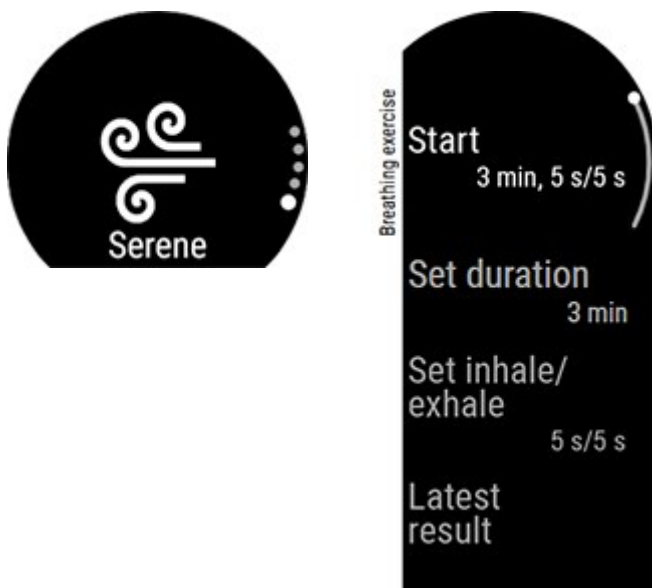 Serene
Breathing exercise
Start
3 min, 5 s/5 s
Set duration
3 min
Set inhale/
exhale
5 s/5 s
Latest
result